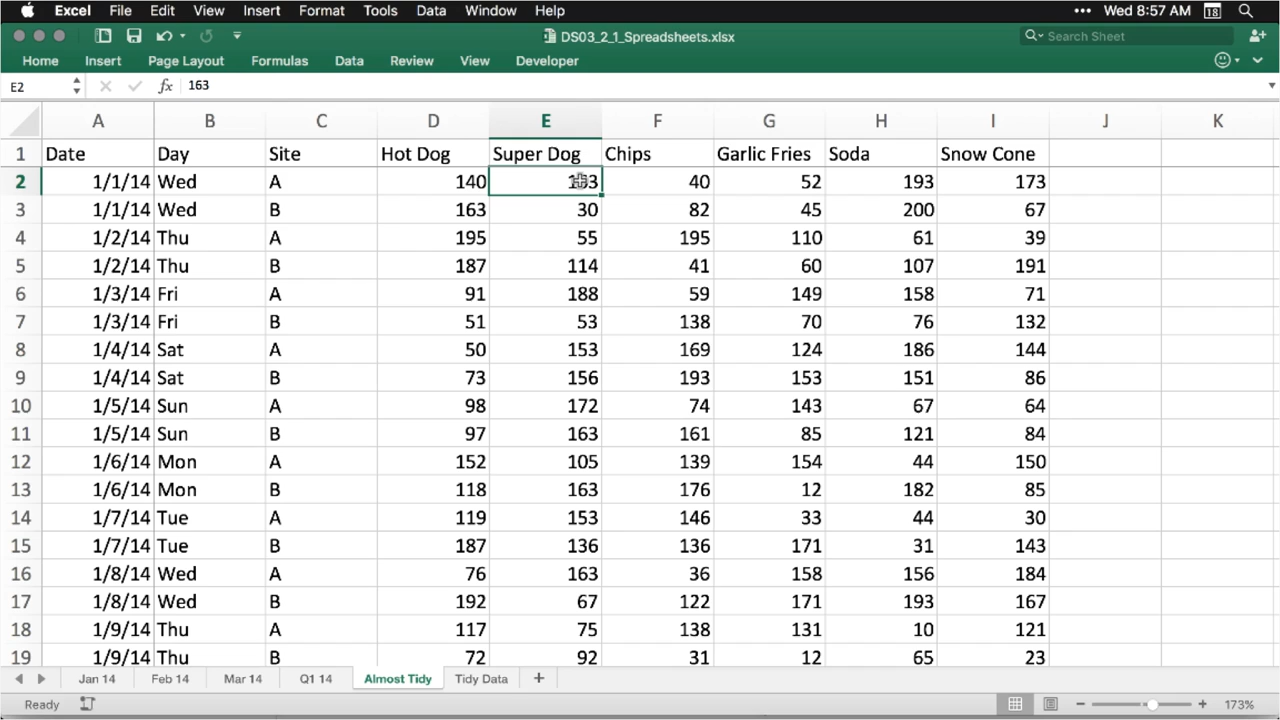 Excel File Edit View Insert Format Tools Data Window Help ••• Wed 8:57 AM 18
DS03_2_1_Spreadsheets.xlsx Search Sheet
Home Insert Page Layout Formulas Data Review View Developer
E2 fx 163
A B C D E F G H I J K
1 Date Day Site Hot Dog Super Dog Chips Garlic Fries Soda Snow Cone
2 1/1/14 Wed A 140 163 40 52 193 173
3 1/1/14 Wed B 163 30 82 45 200 67
4 1/2/14 Thu A 195 55 195 110 61 39
5 1/2/14 Thu B 187 114 41 60 107 191
6 1/3/14 Fri A 91 188 59 149 158 71
7 1/3/14 Fri B 51 53 138 70 76 132
8 1/4/14 Sat A 50 153 169 124 186 144
9 1/4/14 Sat B 73 156 193 153 151 86
10 1/5/14 Sun A 98 172 74 143 67 64
11 1/5/14 Sun B 97 163 161 85 121 84
12 1/6/14 Mon A 152 105 139 154 44 150
13 1/6/14 Mon B 118 163 176 12 182 85
14 1/7/14 Tue A 119 153 146 33 44 30
15 1/7/14 Tue B 187 136 136 171 31 143
16 1/8/14 Wed A 76 163 36 158 156 184
17 1/8/14 Wed B 192 67 122 171 193 167
18 1/9/14 Thu A 117 75 138 131 10 121
19 1/9/14 Thu B 72 92 31 12 65 23
Jan 14 Feb 14 Mar 14 Q1 14 Almost Tidy Tidy Data +
Ready 173%